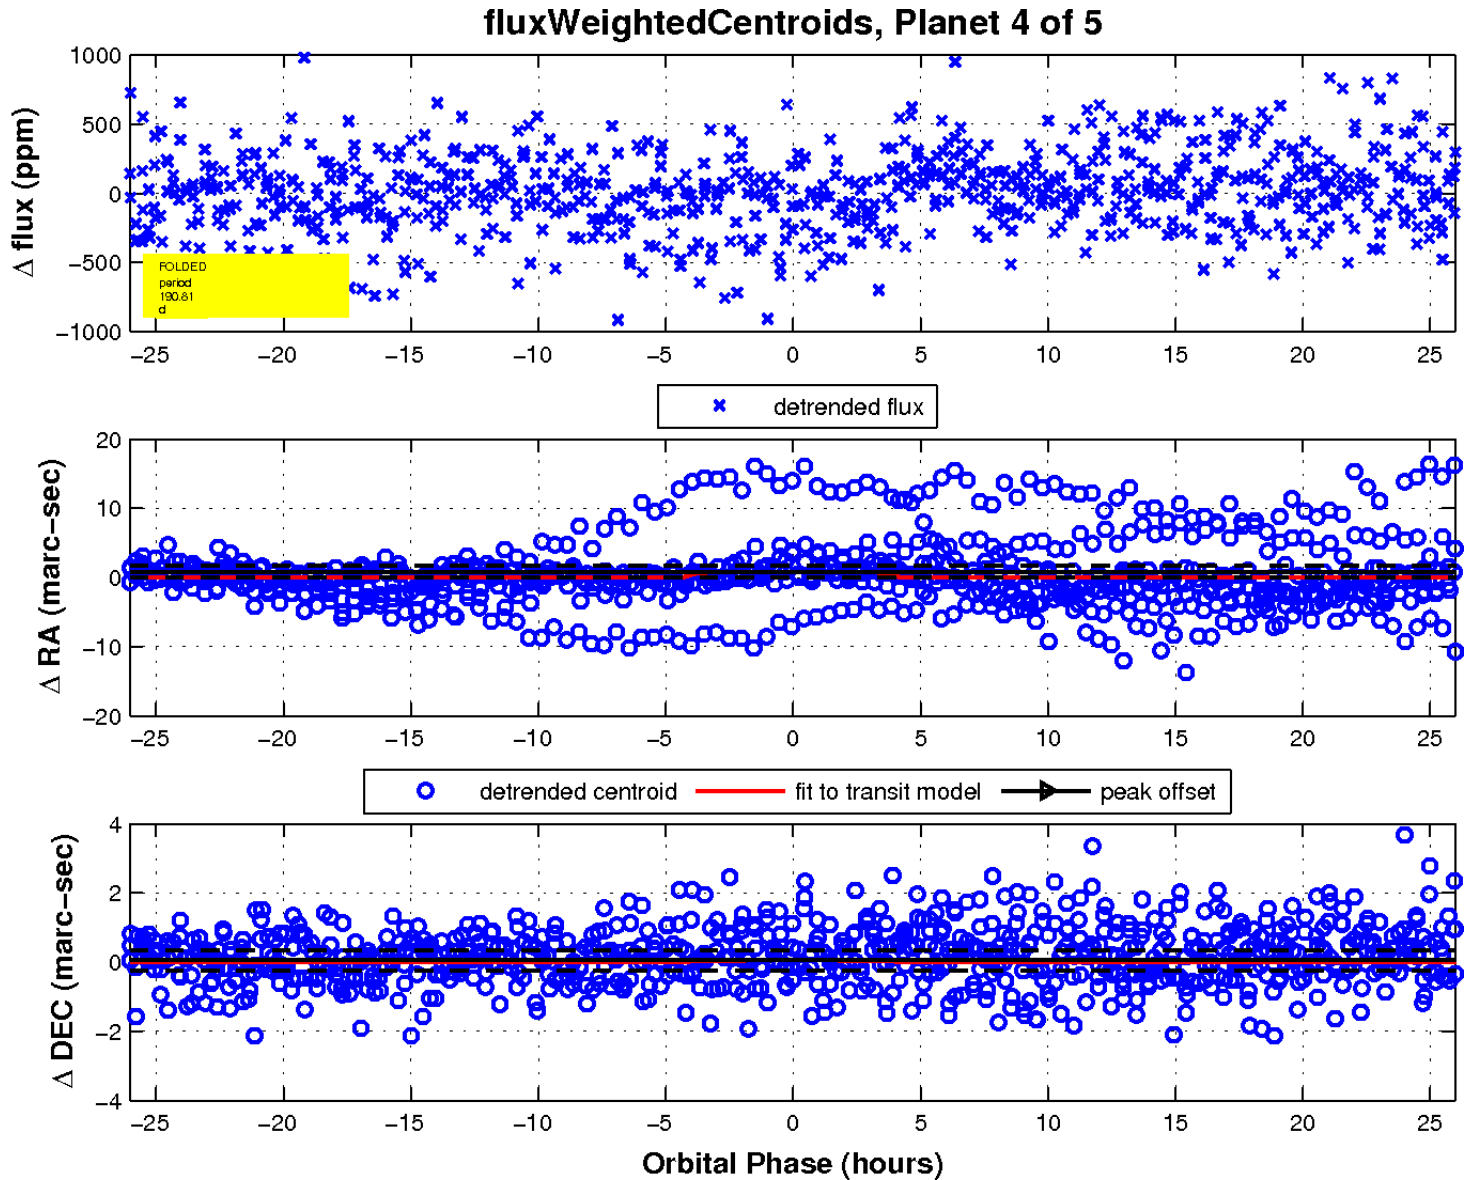 fluxWeightedCentroids, Planet 4 of 5
Δ flux (ppm)
1000
500
0
−500
−1000
FOLDED
period
190.81
d
−25 −20 −15 −10 −5 0 5 10 15 20 25
detrended flux
Δ RA (marc−sec)
20
10
0
−10
−20
−25 −20 −15 −10 −5 0 5 10 15 20 25
detrended centroid fit to transit model peak offset
Δ DEC (marc−sec)
4
2
0
−2
−4
−25 −20 −15 −10 −5 0 5 10 15 20 25
Orbital Phase (hours)